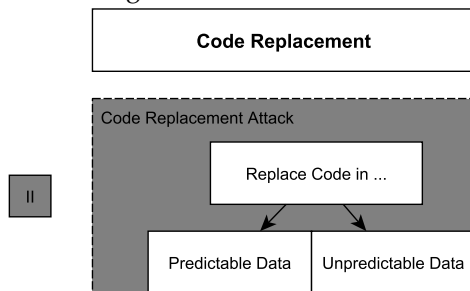 Code Replacement
Code Replacement Attack
Replace Code in ...
II
Predictable Data
Unpredictable Data